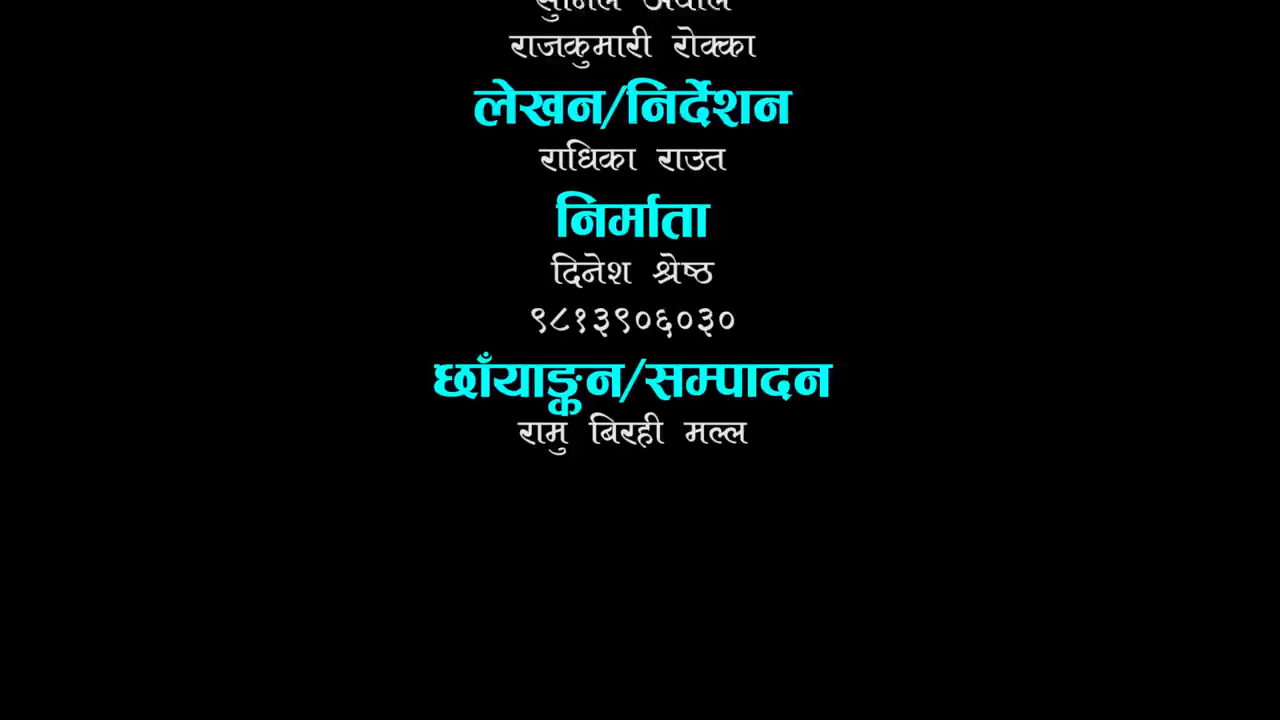 राजकुमारी रोक्का
लेखन/निर्देशन
राधिका राउत
निर्माता
दिनेश श्रेष्ठ
९८१३९०६०३०
छाँयाङ्कन/सम्पादन
रामु बिरही मल्ल